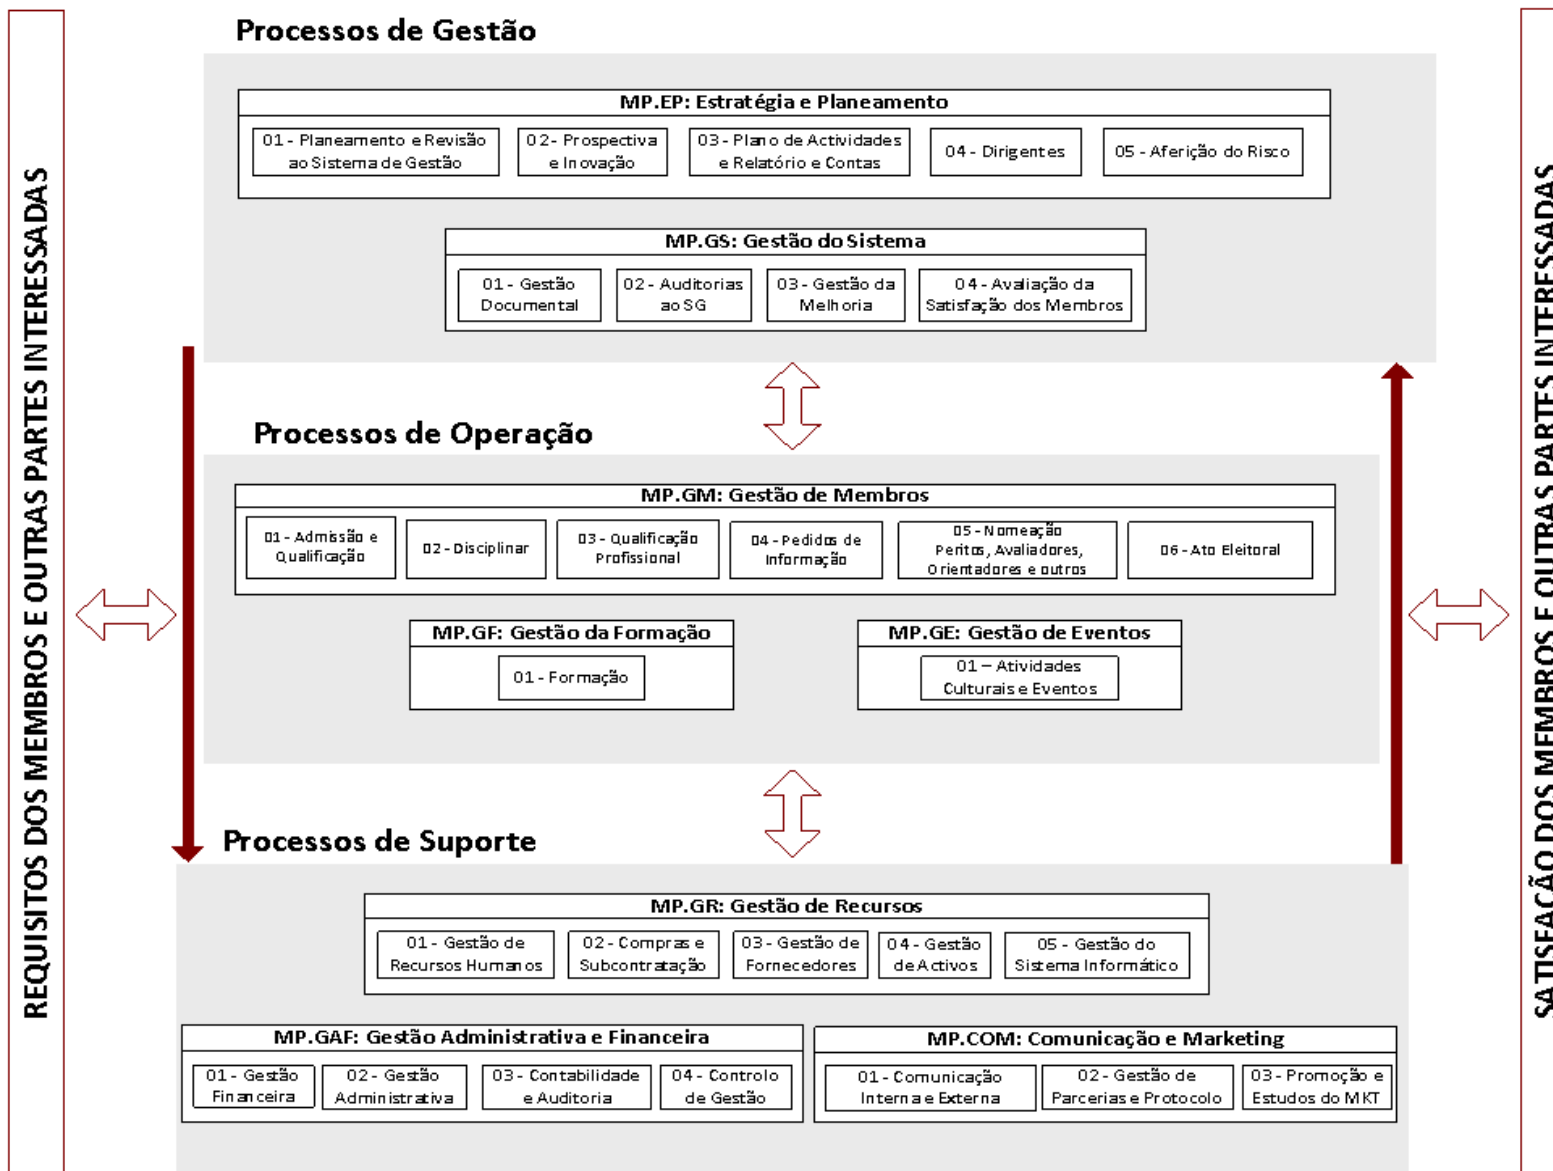 REQUISITOS DOS MEMBROS E OUTRAS PARTES INTERESSADAS
Processos de Gestão
MP.EP: Estratégia e Planeamento
01 - Planeamento e Revisão
ao Sistema de Gestão
02 - Prospectiva
e Inovação
03 - Plano de Actividades
e Relatório e Contas
04 - Dirigentes
05 - Aferição do Risco
MP.GS: Gestão do Sistema
01 - Gestão
Documental
02 - Auditorias
ao SG
03 - Gestão da
Melhoria
04 - Avaliação da
Satisfação dos Membros
Processos de Operação
MP.GM: Gestão de Membros
01 - Admissão e
Qualificação
02 - Disciplinar
03 - Qualificação
Profissional
04 - Pedidos de
Informação
05 - Nomeação
Peritos, Avaliadores,
Orientadores e outros
06 - Ato Eleitoral
MP.GF: Gestão da Formação
01 - Formação
MP.GE: Gestão de Eventos
01 – Atividades
Culturais e Eventos
Processos de Suporte
MP.GR: Gestão de Recursos
01 - Gestão de
Recursos Humanos
02 - Compras e
Subcontratação
03 - Gestão de
Fornecedores
04 - Gestão
de Activos
05 - Gestão do
Sistema Informático
MP.GAF: Gestão Administrativa e Financeira
01 - Gestão
Financeira
02 - Gestão
Administrativa
03 - Contabilidade
e Auditoria
04 - Controlo
de Gestão
MP.COM: Comunicação e Marketing
01 - Comunicação
Interna e Externa
02 - Gestão de
Parcerias e Protocolo
03 - Promoção e
Estudos do MKT
SATISFAÇÃO DOS MEMBROS E OUTRAS PARTES INTERESSADAS